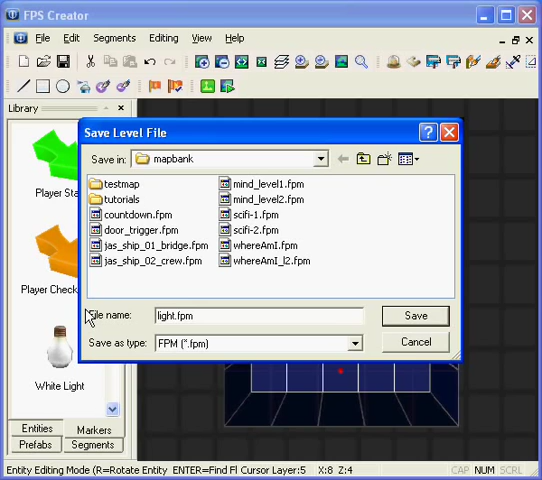 FPS Creator
File Edit Segments Editing View Help
Library
Save Level File
Save in: mapbank
testmap
tutorials
countdown.fpm
door_trigger.fpm
jas_ship_01_bridge.fpm
jas_ship_02_crew.fpm
mind_level1.fpm
mind_level2.fpm
scifi-1.fpm
scifi-2.fpm
whereAmI.fpm
whereAmI_l2.fpm
File name: light.fpm
Save
Save as type: FPM (*.fpm)
Cancel
Player Sta
Player Check
White Light
Entities Markers
Prefabs Segments
Entity Editing Mode (R=Rotate Entity ENTER=Find Fl Cursor Layer:5 X:8 Z:4 CAP NUM SCRL